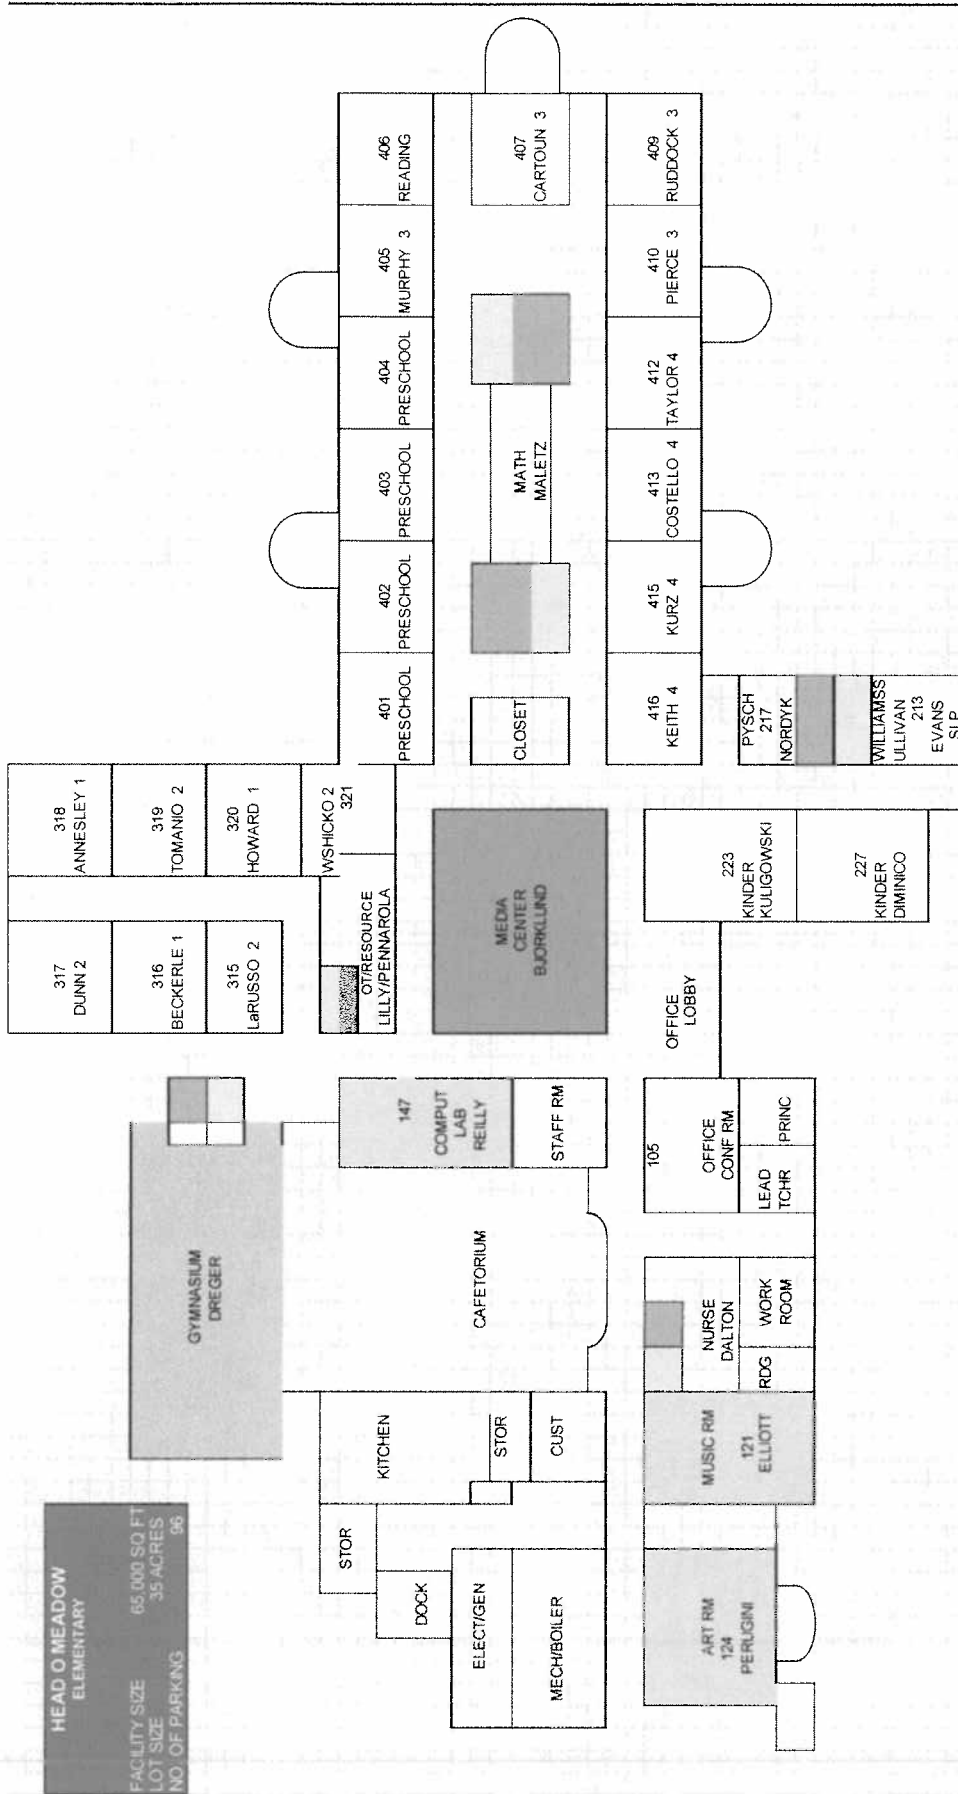 HEAD O MEADOW
ELEMENTARY
FACILITY SIZE 65,000 SQ FT
LOT SIZE 35 ACRES
NO. OF PARKING 96
GYMNASIUM
DREGER
317
DUNN 2
316
BECKERLE 1
315
LaRUSSO 2
318
ANNESLEY 1
319
TOMANIO 2
320
HOWARD 1
WSHICKO 2
321
OT/RESOURCE
LILLY/PENNAROLA
STOR
DOCK
KITCHEN
STOR
CUST
ELECT/GEN
MECH/BOILER
CAFETORIUM
147
COMPUT
LAB
REILLY
STAFF RM
MEDIA
CENTER
BJORKLUND
401
PRESCHOOL
402
PRESCHOOL
403
PRESCHOOL
404
PRESCHOOL
405
MURPHY 3
406
READING
CLOSET
MATH
MALETZ
407
CARTOUN 3
416
KEITH 4
415
KURZ 4
413
COSTELLO 4
412
TAYLOR 4
410
PIERCE 3
409
RUDDOCK 3
ART RM
124
PERUGINI
MUSIC RM
121
ELLIOTT
NURSE
DALTON
RDG
WORK
ROOM
105
OFFICE
CONF RM
LEAD
TCHR
PRINC
OFFICE
LOBBY
223
KINDER
KULIGOWSKI
227
KINDER
DIMINICO
PYSCH
217
NORDYK
WILLIAMSS
ULLIVAN
213
EVANS
SLP